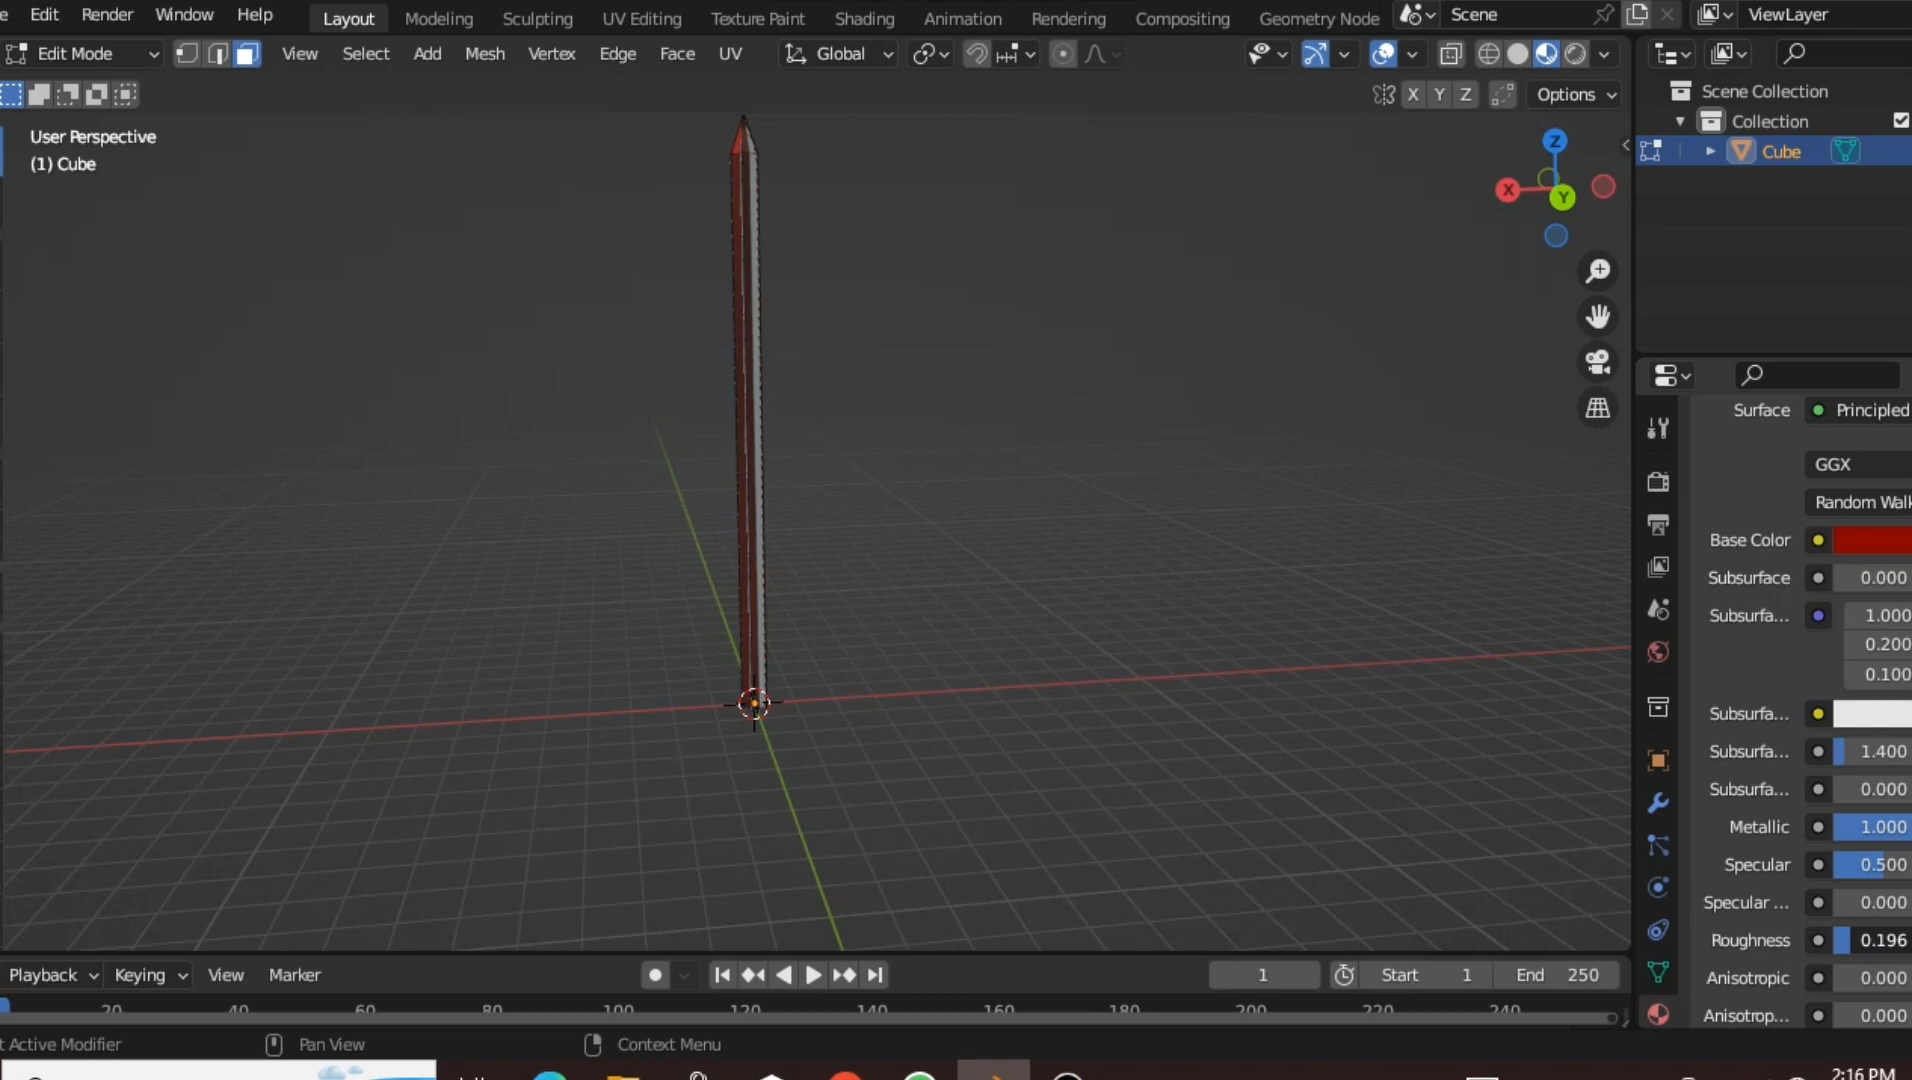 Edit Render Window Help Layout Modeling Sculpting UV Editing Texture Paint Shading Animation Rendering Compositing Geometry Node Scene ViewLayer
Edit Mode View Select Add Mesh Vertex Edge Face UV Global
X Y Z Options
User Perspective
(1) Cube
Z
X
Y
Scene Collection
Collection
Cube
Surface Principled
GGX
Random Walk
Base Color
Subsurface 0.000
Subsurfa... 1.000
0.200
0.100
Subsurfa...
Subsurfa... 1.400
Subsurfa... 0.000
Metallic 1.000
Specular 0.500
Specular ... 0.000
Roughness 0.196
Anisotropic 0.000
Anisotrop... 0.000
Playback Keying View Marker 1 Start 1 End 250
20 40 60 80 100 120 140 160 180 200 220 240
t Active Modifier Pan View Context Menu
2:16 PM